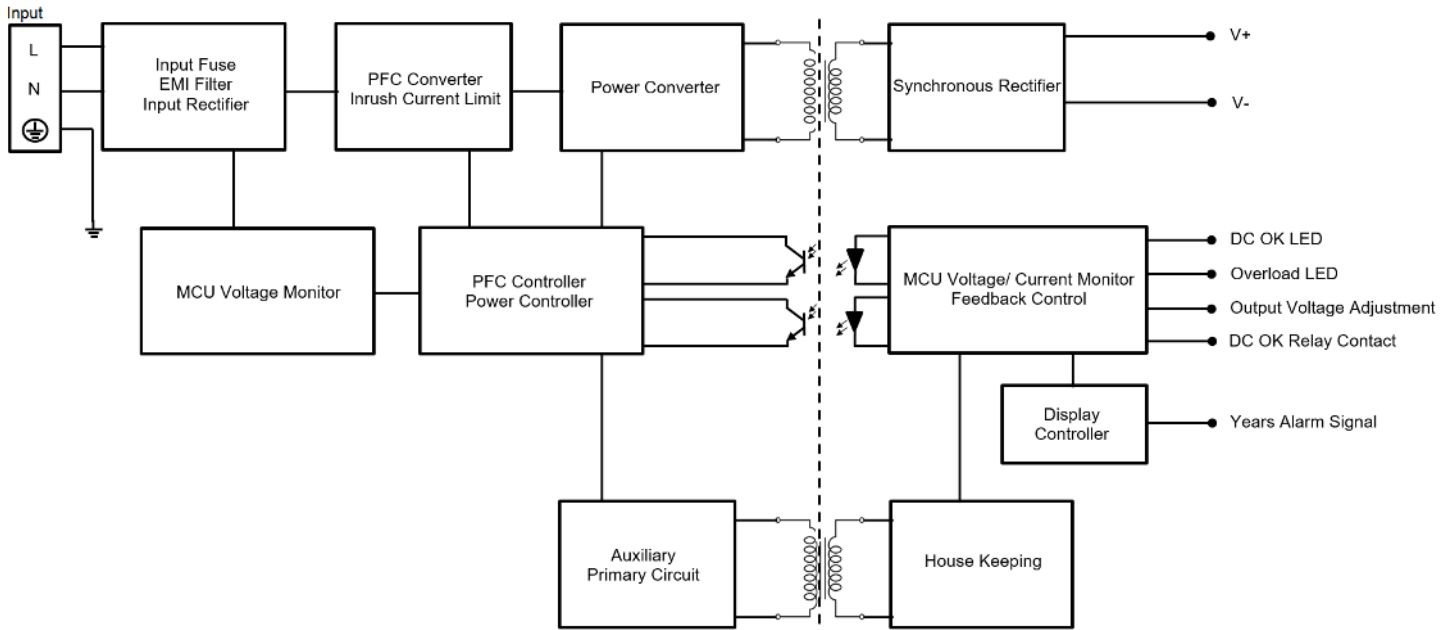 Input
L
N
Input Fuse
EMI Filter
Input Rectifier
PFC Converter
Inrush Current Limit
Power Converter
Synchronous Rectifier
V+
V-
MCU Voltage Monitor
PFC Controller
Power Controller
MCU Voltage/ Current Monitor
Feedback Control
DC OK LED
Overload LED
Output Voltage Adjustment
DC OK Relay Contact
Display
Controller
Years Alarm Signal
Auxiliary
Primary Circuit
House Keeping